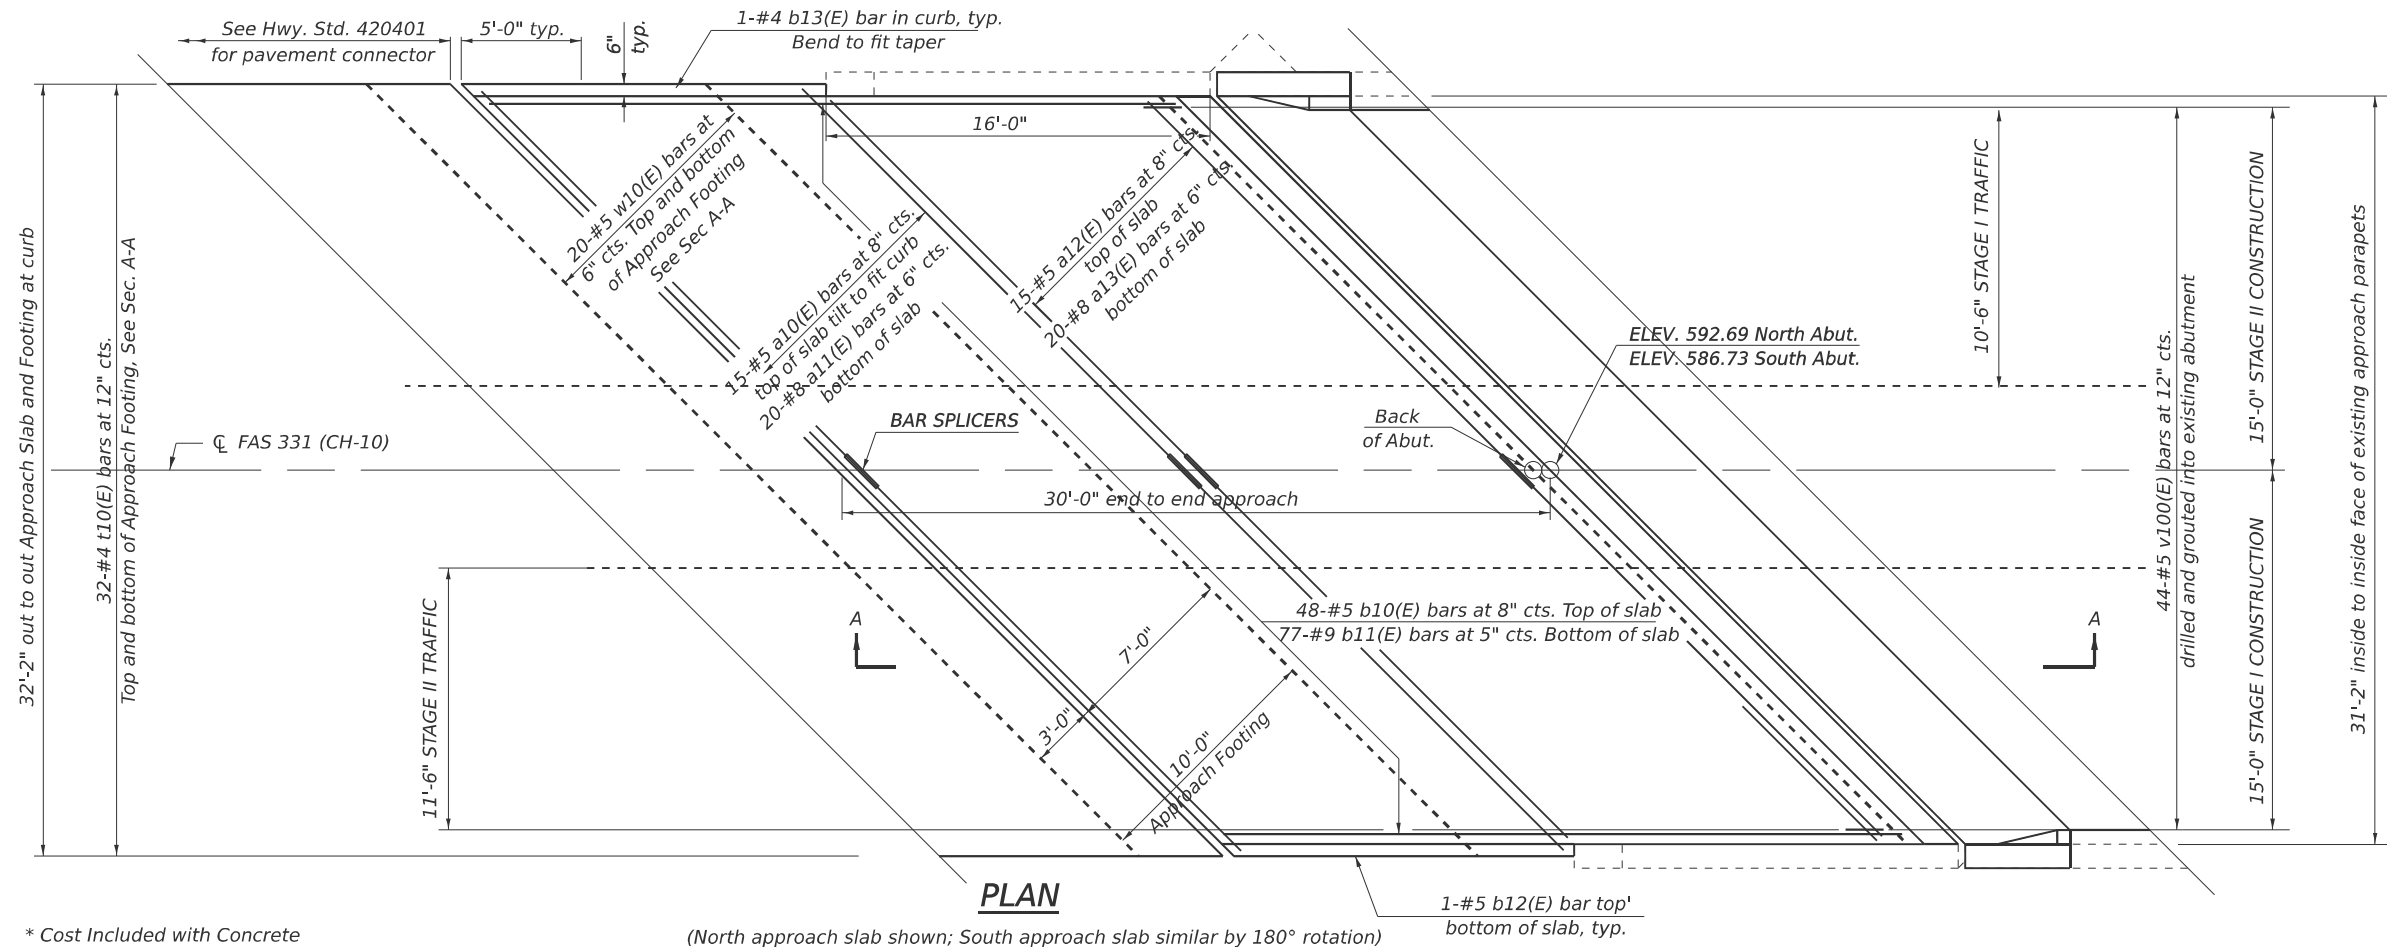 See Hwy. Std. 420401
for pavement connector
5'-0" typ.
6"
typ.
1-#4 b13(E) bar in curb, typ.
Bend to fit taper
16'-0"
20-#5 w10(E) bars at
6" cts. Top and bottom
of Approach Footing
See Sec A-A
15-#5 a10(E) bars at 8" cts.
top of slab tilt to fit curb
20-#8 a11(E) bars at 6" cts.
bottom of slab
15-#5 a12(E) bars at 8" cts.
top of slab
20-#8 a13(E) bars at 6" cts.
bottom of slab
32'-2" out to out Approach Slab and Footing at curb
32-#4 t10(E) bars at 12" cts.
Top and bottom of Approach Footing, See Sec. A-A
℄ FAS 331 (CH-10)
BAR SPLICERS
Back
of Abut.
ELEV. 592.69 North Abut.
ELEV. 586.73 South Abut.
30'-0" end to end approach
10'-6" STAGE I TRAFFIC
15'-0" STAGE II CONSTRUCTION
44-#5 v100(E) bars at 12" cts.
drilled and grouted into existing abutment
31'-2" inside to inside face of existing approach parapets
11'-6" STAGE II TRAFFIC
48-#5 b10(E) bars at 8" cts. Top of slab
77-#9 b11(E) bars at 5" cts. Bottom of slab
A
A
7'-0"
3'-0"
10'-0"
Approach Footing
15'-0" STAGE I CONSTRUCTION
PLAN
1-#5 b12(E) bar top'
bottom of slab, typ.
* Cost Included with Concrete
(North approach slab shown; South approach slab similar by 180° rotation)